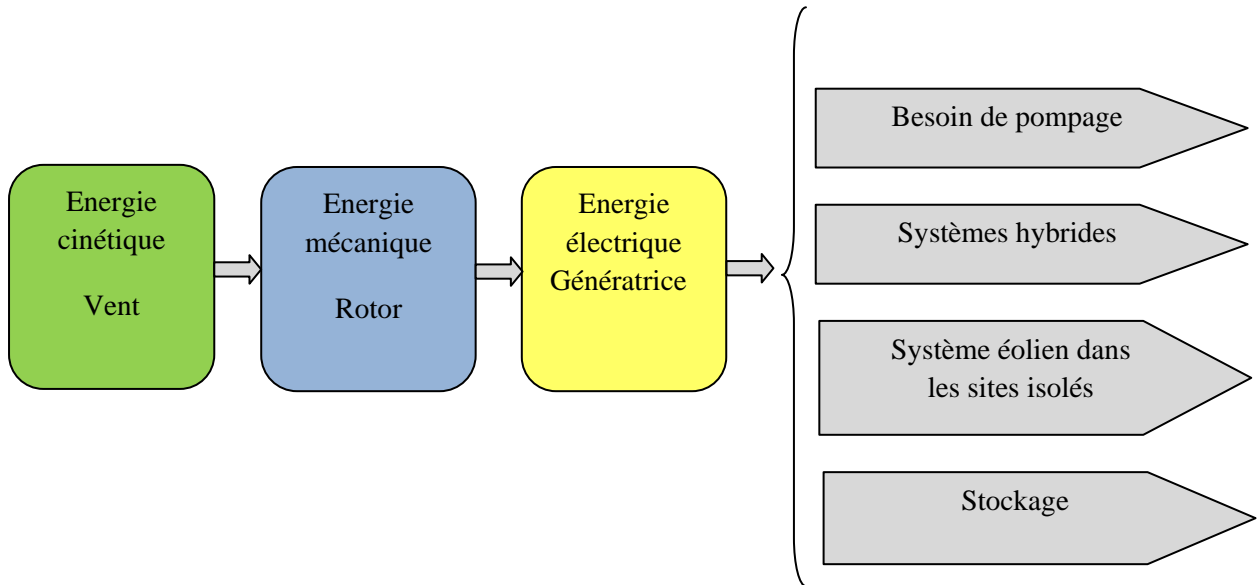 Energie
cinétique
Vent
Energie
mécanique
Rotor
Energie
électrique
Génératrice
Besoin de pompage
Systèmes hybrides
Système éolien dans
les sites isolés
Stockage